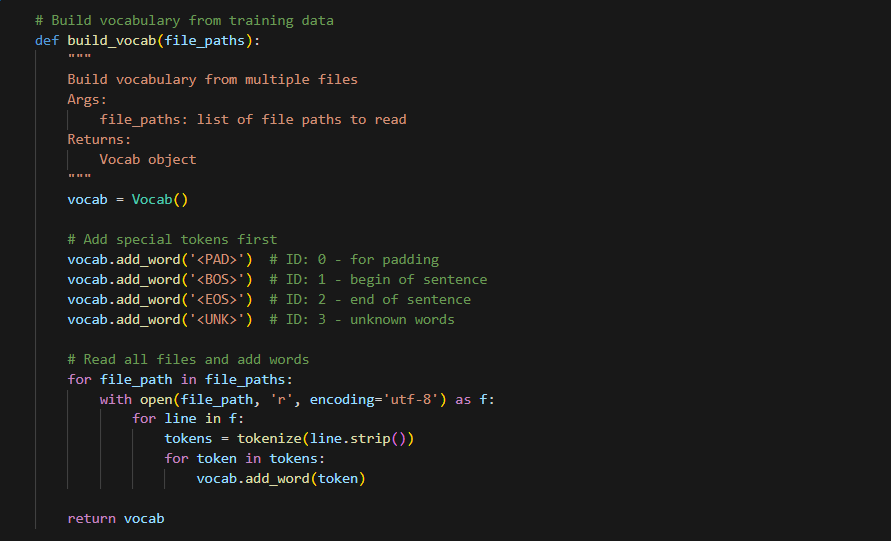 # Build vocabulary from training data
def build_vocab(file_paths):
    """
    Build vocabulary from multiple files
    Args:
        file_paths: list of file paths to read
    Returns:
        Vocab object
    """
    vocab = Vocab()

    # Add special tokens first
    vocab.add_word('<PAD>')  # ID: 0 - for padding
    vocab.add_word('<BOS>')  # ID: 1 - begin of sentence
    vocab.add_word('<EOS>')  # ID: 2 - end of sentence
    vocab.add_word('<UNK>')  # ID: 3 - unknown words

    # Read all files and add words
    for file_path in file_paths:
        with open(file_path, 'r', encoding='utf-8') as f:
            for line in f:
                tokens = tokenize(line.strip())
                for token in tokens:
                    vocab.add_word(token)

    return vocab